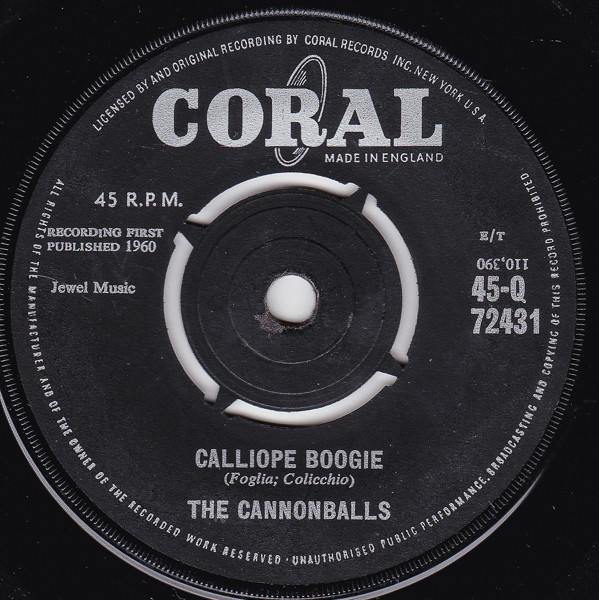 LICENSED BY AND ORIGINAL RECORDING BY CORAL RECORDS INC. NEW YORK U.S.A.
CORAL
MADE IN ENGLAND
45 R.P.M.
RECORDING FIRST
PUBLISHED 1960
Jewel Music
E/T
110,390
45-Q
72431
CALLIOPE BOOGIE
(Foglia; Colicchio)
THE CANNONBALLS
ALL RIGHTS OF THE MANUFACTURER AND OF THE OWNER OF THE RECORDED WORK RESERVED · UNAUTHORISED PUBLIC PERFORMANCE, BROADCASTING AND COPYING OF THIS RECORD PROHIBITED.